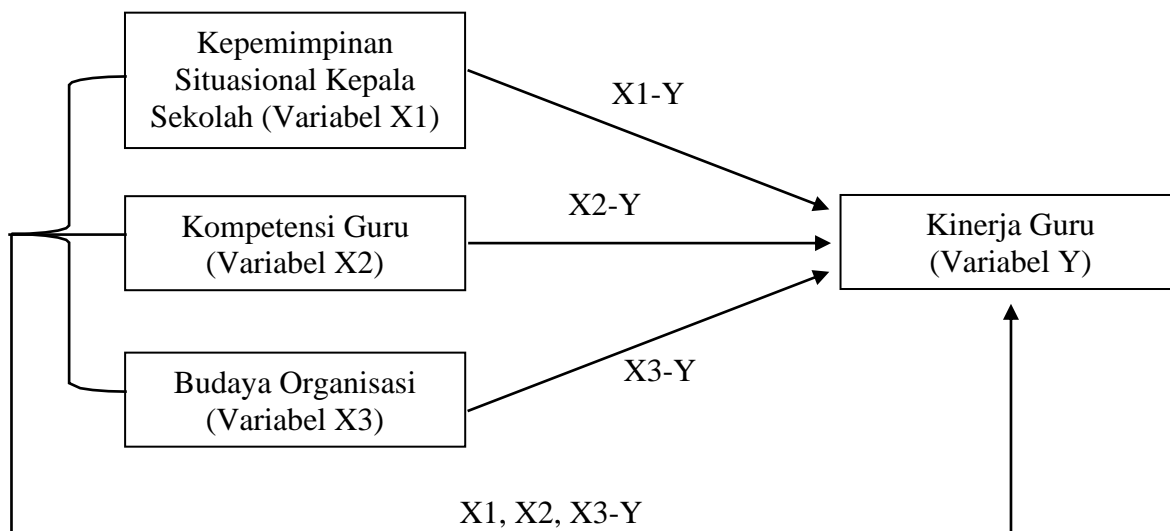 Kepemimpinan
Situasional Kepala
Sekolah (Variabel X1)
X1-Y
Kompetensi Guru
(Variabel X2)
X2-Y
Kinerja Guru
(Variabel Y)
Budaya Organisasi
(Variabel X3)
X3-Y
X1, X2, X3-Y